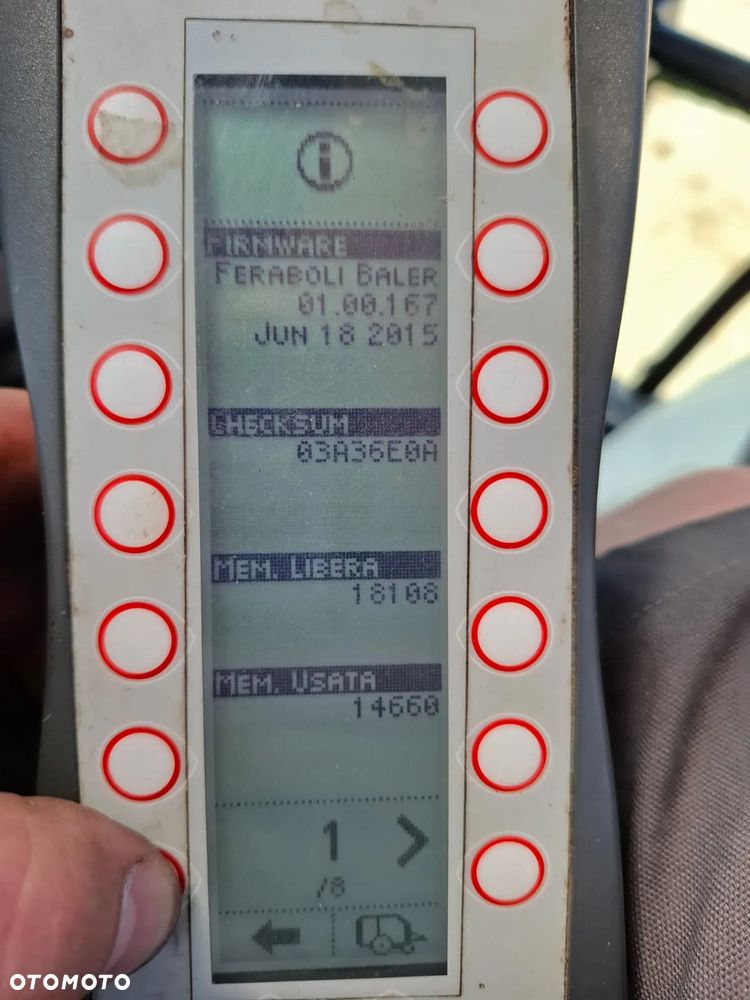 FIRMWARE
FERABOLI BALER
01.00.167
JUN 18 2015
CHECKSUM
03A36E0A
MEM. LIBERA
18108
MEM. USATA
14660
1
/8
OTOMOTO